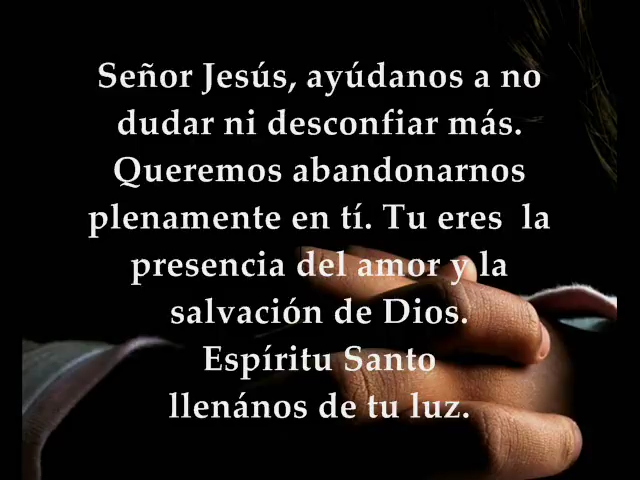 Señor Jesús, ayúdanos a no
dudar ni desconfiar más.
Queremos abandonarnos
plenamente en tí. Tu eres  la
presencia del amor y la
salvación de Dios.
Espíritu Santo
llenános de tu luz.